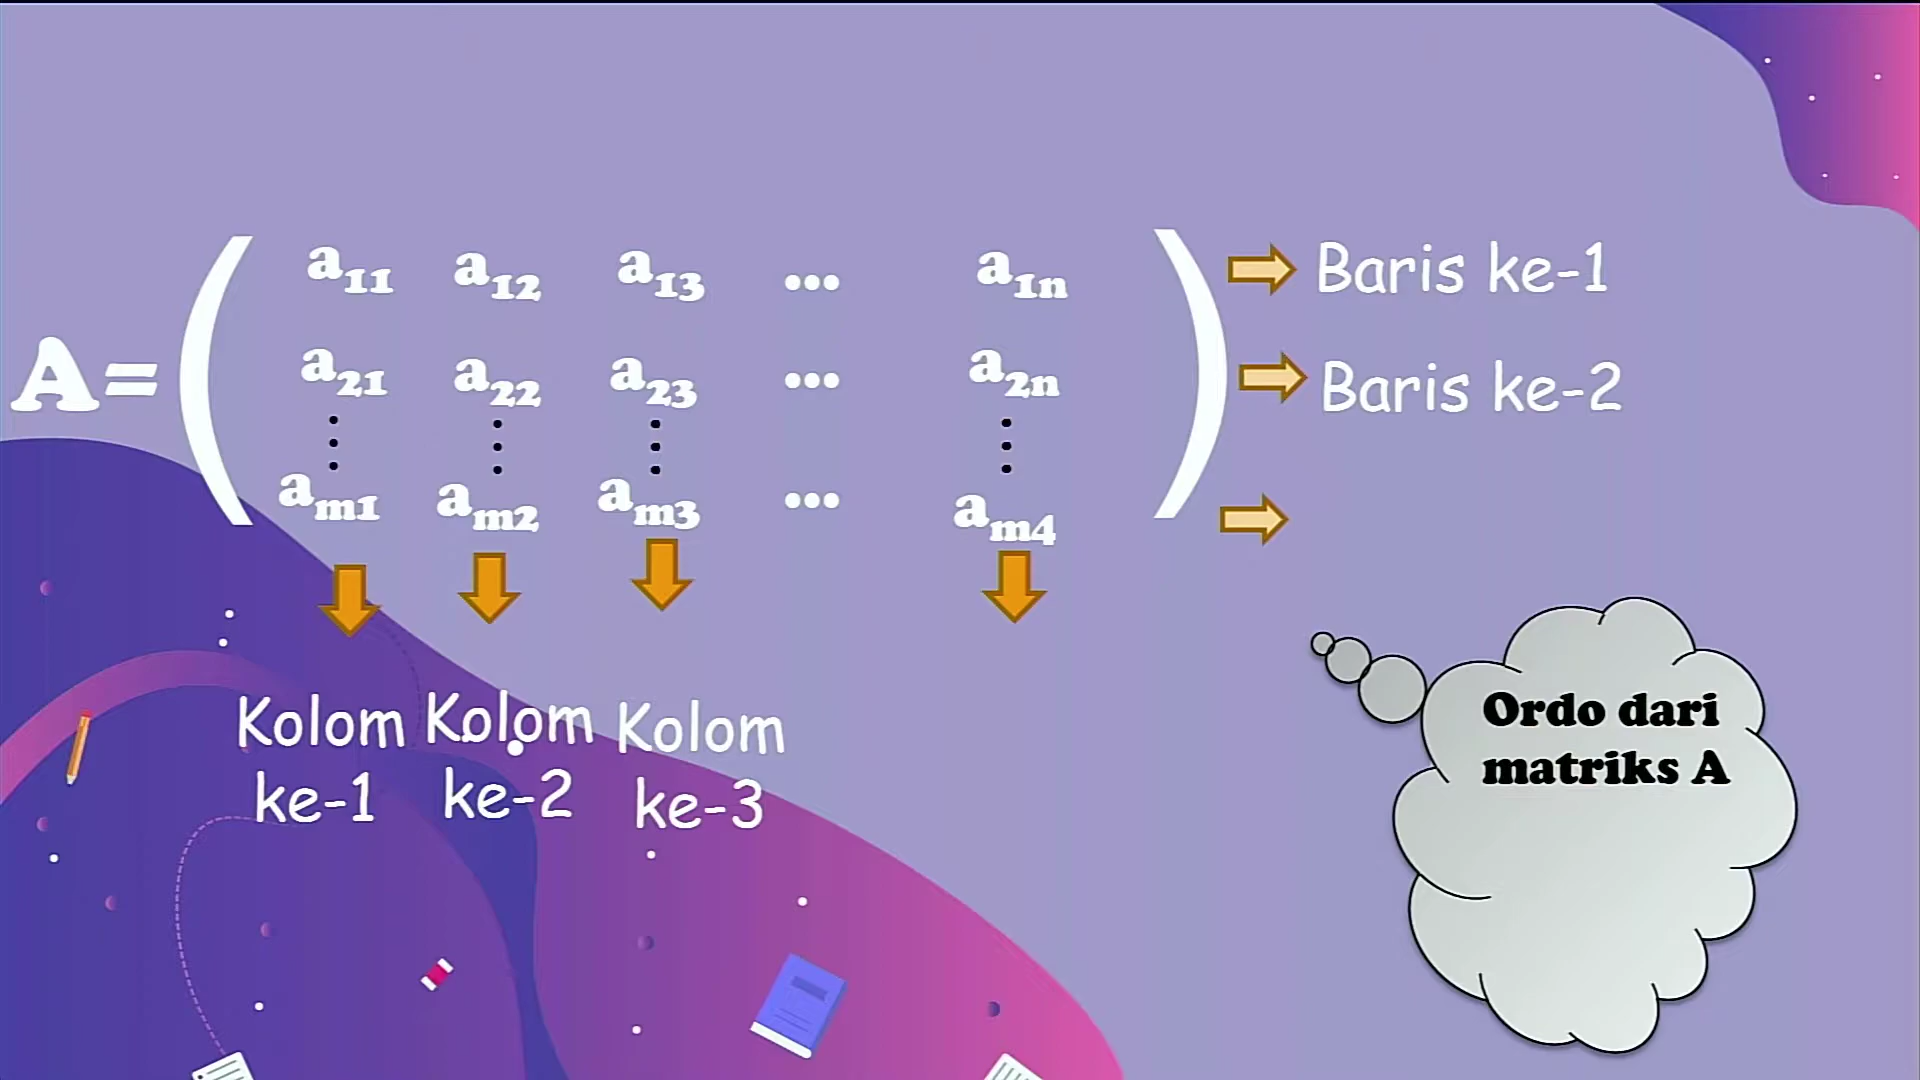 a11 a12 a13 ... a1n Baris ke-1
A= a21 a22 a23 ... a2n Baris ke-2
am1 am2 am3 ... am4
Kolom ke-1
Kolom ke-2
Kolom ke-3
Ordo dari
matriks A